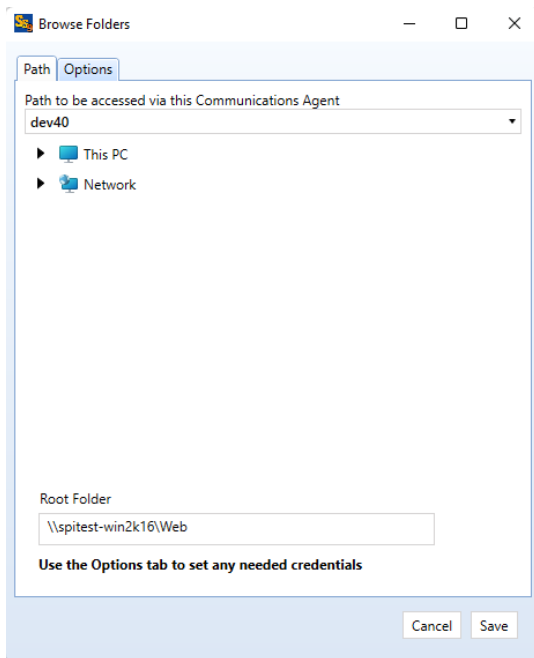 Browse Folders
Path Options
Path to be accessed via this Communications Agent
dev40
This PC
Network
Root Folder
\\spitest-win2k16\Web
Use the Options tab to set any needed credentials
Cancel Save